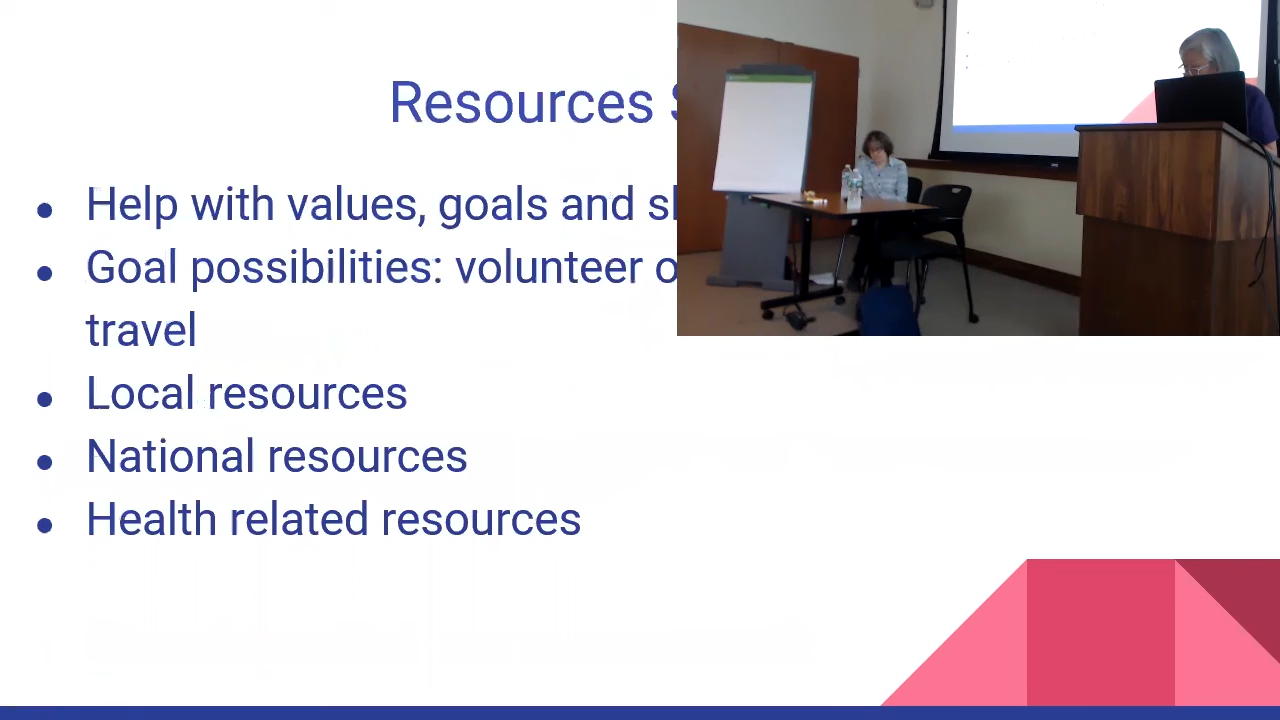 Resources
• Help with values, goals and
• Goal possibilities: volunteer
travel
• Local resources
• National resources
• Health related resources